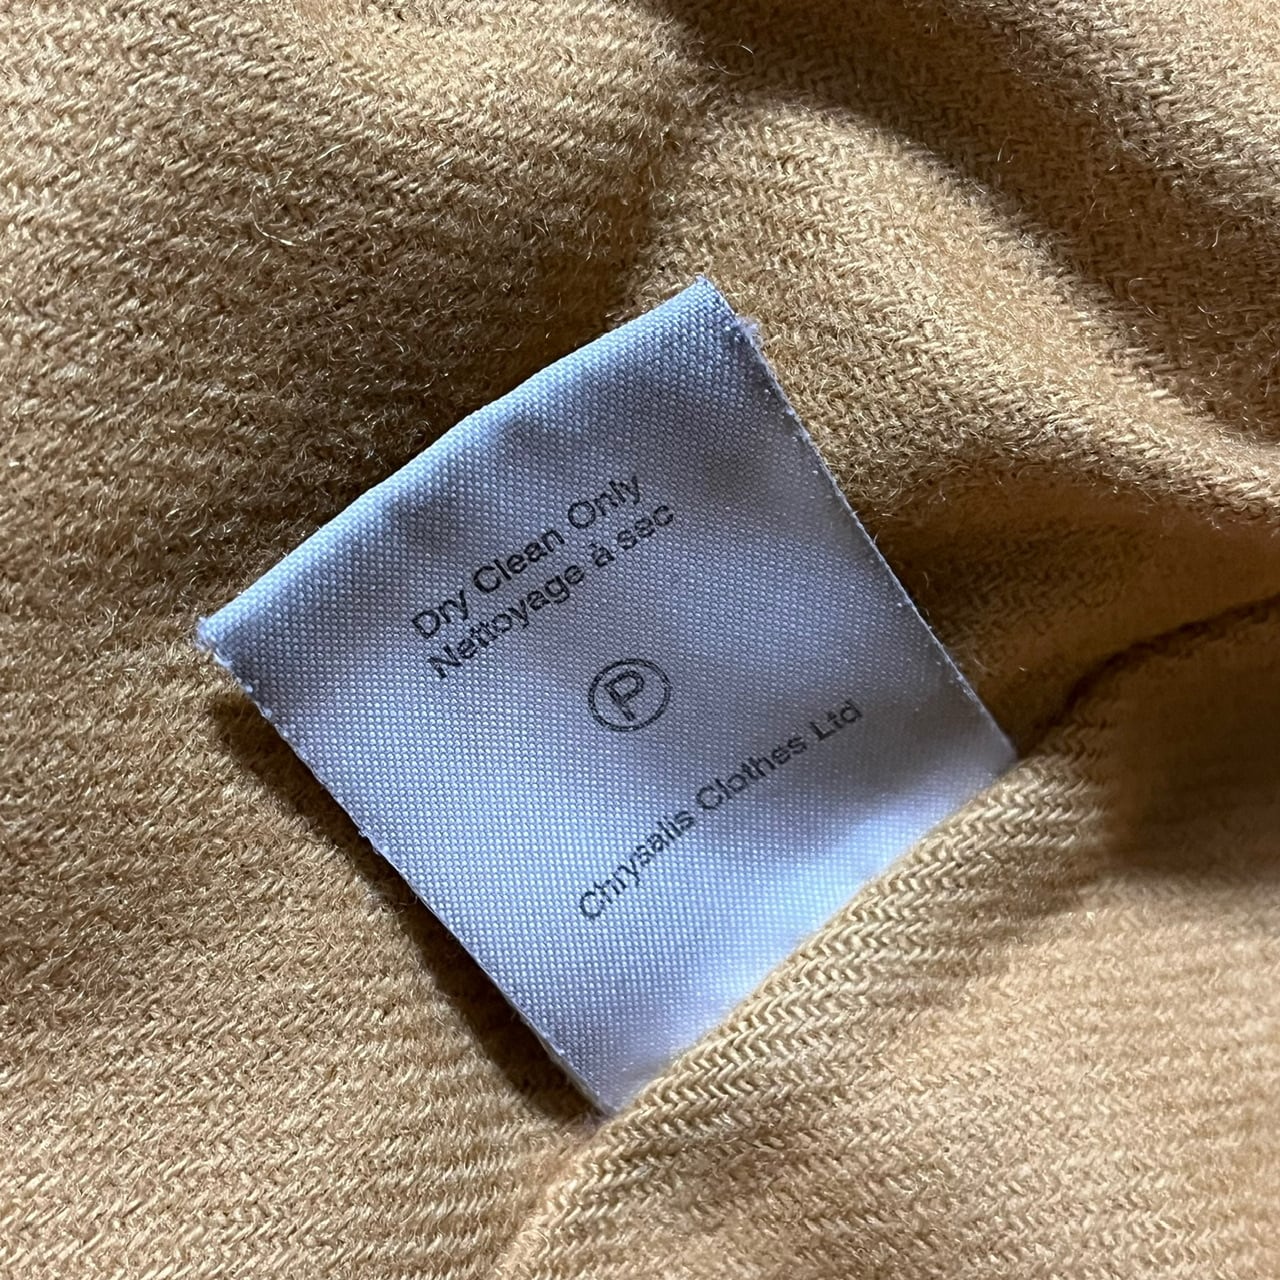 Dry Clean Only
Nettoyage à sec
P
Chrysalis Clothes Ltd